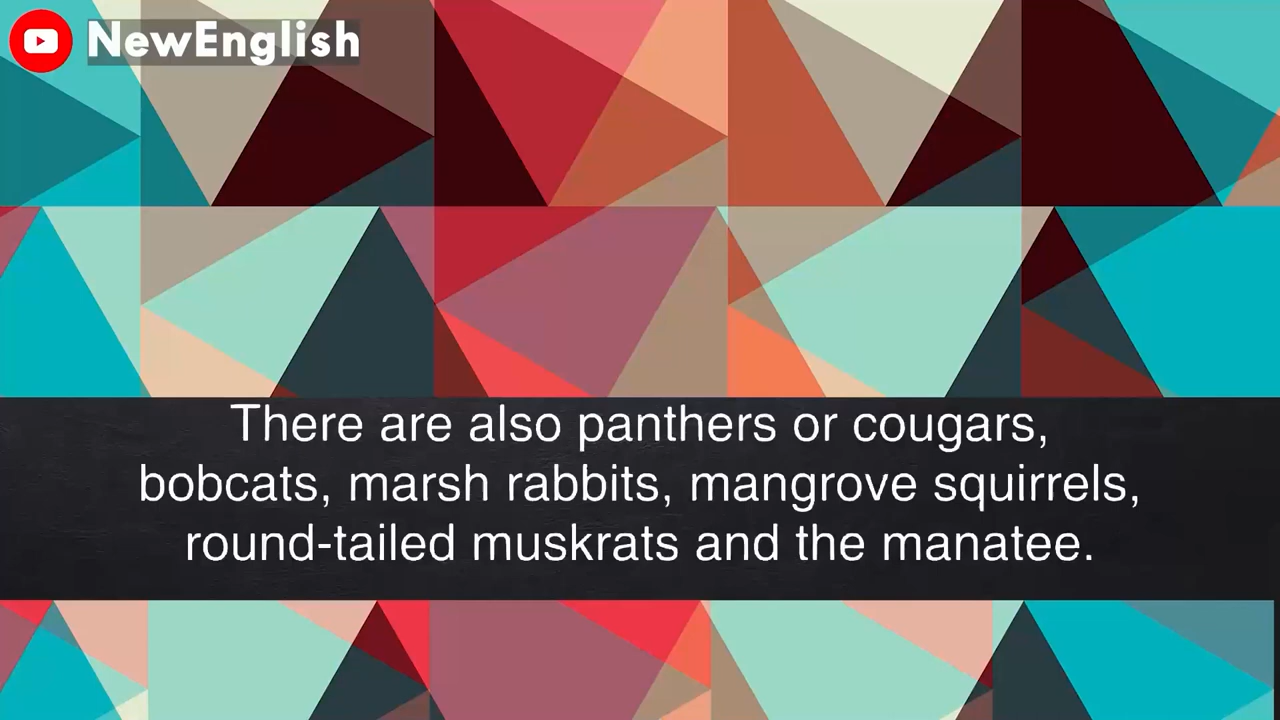 NewEnglish
There are also panthers or cougars,
bobcats, marsh rabbits, mangrove squirrels,
round-tailed muskrats and the manatee.